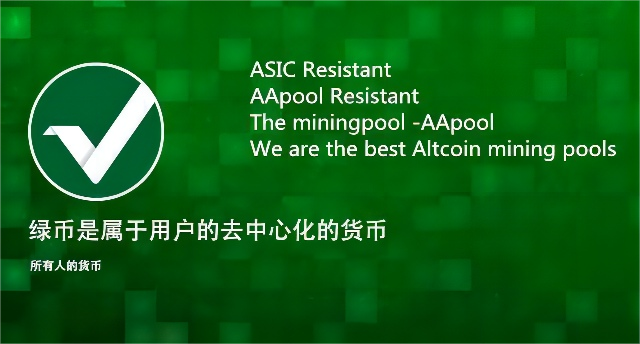 ASIC Resistant
AApool Resistant
The miningpool -AApool
We are the best Altcoin mining pools
绿币是属于用户的去中心化的货币
所有人的货币